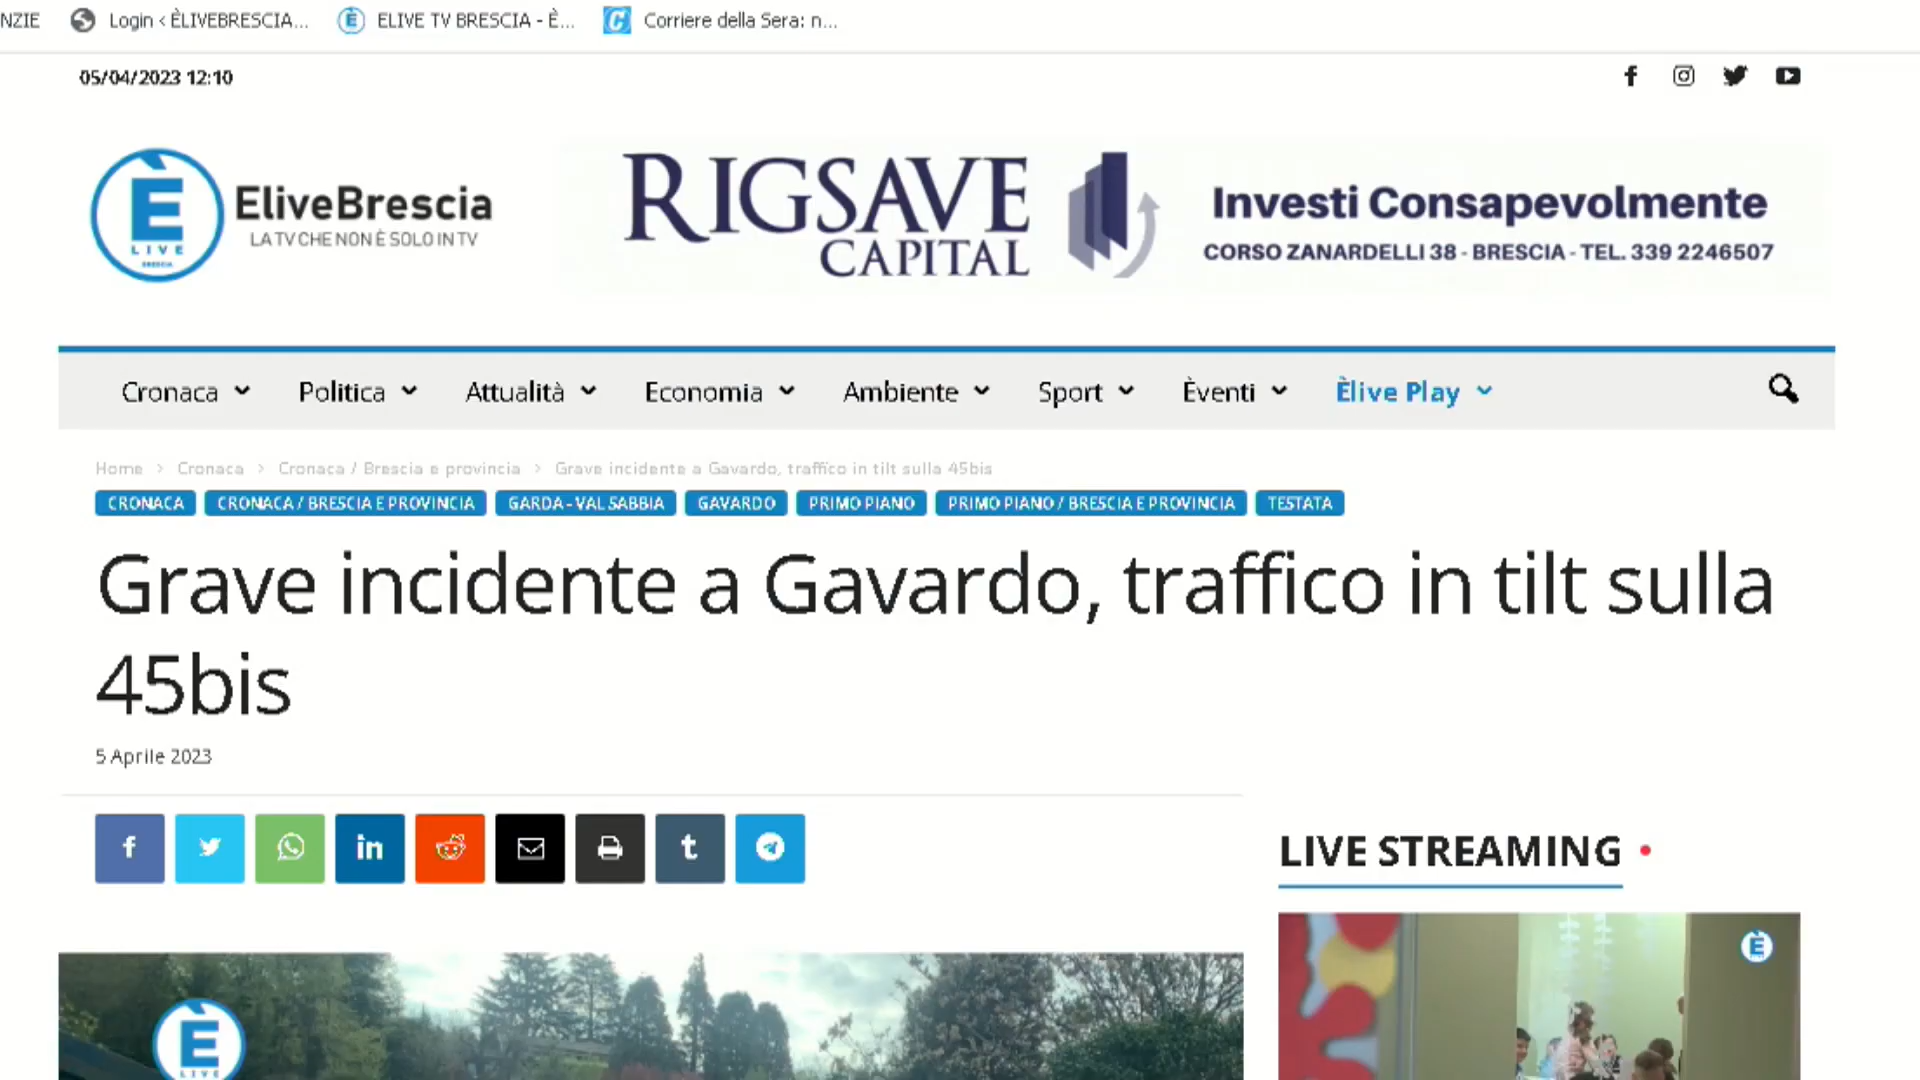 NZIE
Login ‹ ÈLIVEBRESCIA...
ELIVE TV BRESCIA - È...
Corriere della Sera: n...
05/04/2023 12:10
È
LIVE
BRESCIA
EliveBrescia
LA TV CHE NON È SOLO IN TV
RIGSAVE
CAPITAL
Investi Consapevolmente
CORSO ZANARDELLI 38 - BRESCIA - TEL. 339 2246507
Cronaca Politica Attualità Economia Ambiente Sport Èventi Èlive Play
Home > Cronaca > Cronaca / Brescia e provincia > Grave incidente a Gavardo, traffico in tilt sulla 45bis
CRONACA CRONACA / BRESCIA E PROVINCIA GARDA - VAL SABBIA GAVARDO PRIMO PIANO PRIMO PIANO / BRESCIA E PROVINCIA TESTATA
Grave incidente a Gavardo, traffico in tilt sulla
45bis
5 Aprile 2023
LIVE STREAMING
È
È
LIVE